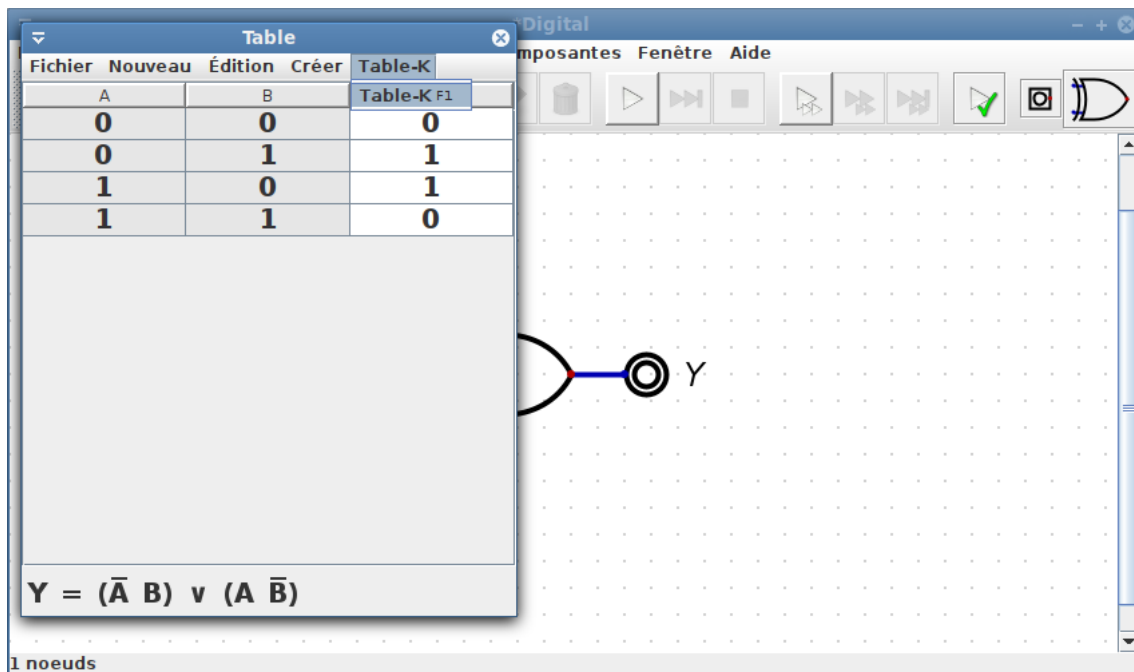 Digital
Table
mposantes Fenêtre Aide
Fichier Nouveau Édition Créer Table-K
A B Table-K F1
0 0 0
0 1 1
1 0 1
1 1 0
Y
Y = (A̅ B) ∨ (A B̅)
1 noeuds